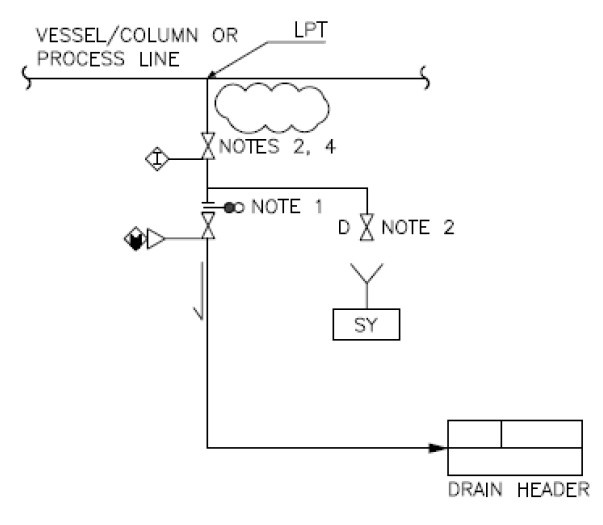 VESSEL/COLUMN OR
PROCESS LINE
LPT
NOTES 2, 4
I
NOTE 1
D
NOTE 2
SY
DRAIN HEADER